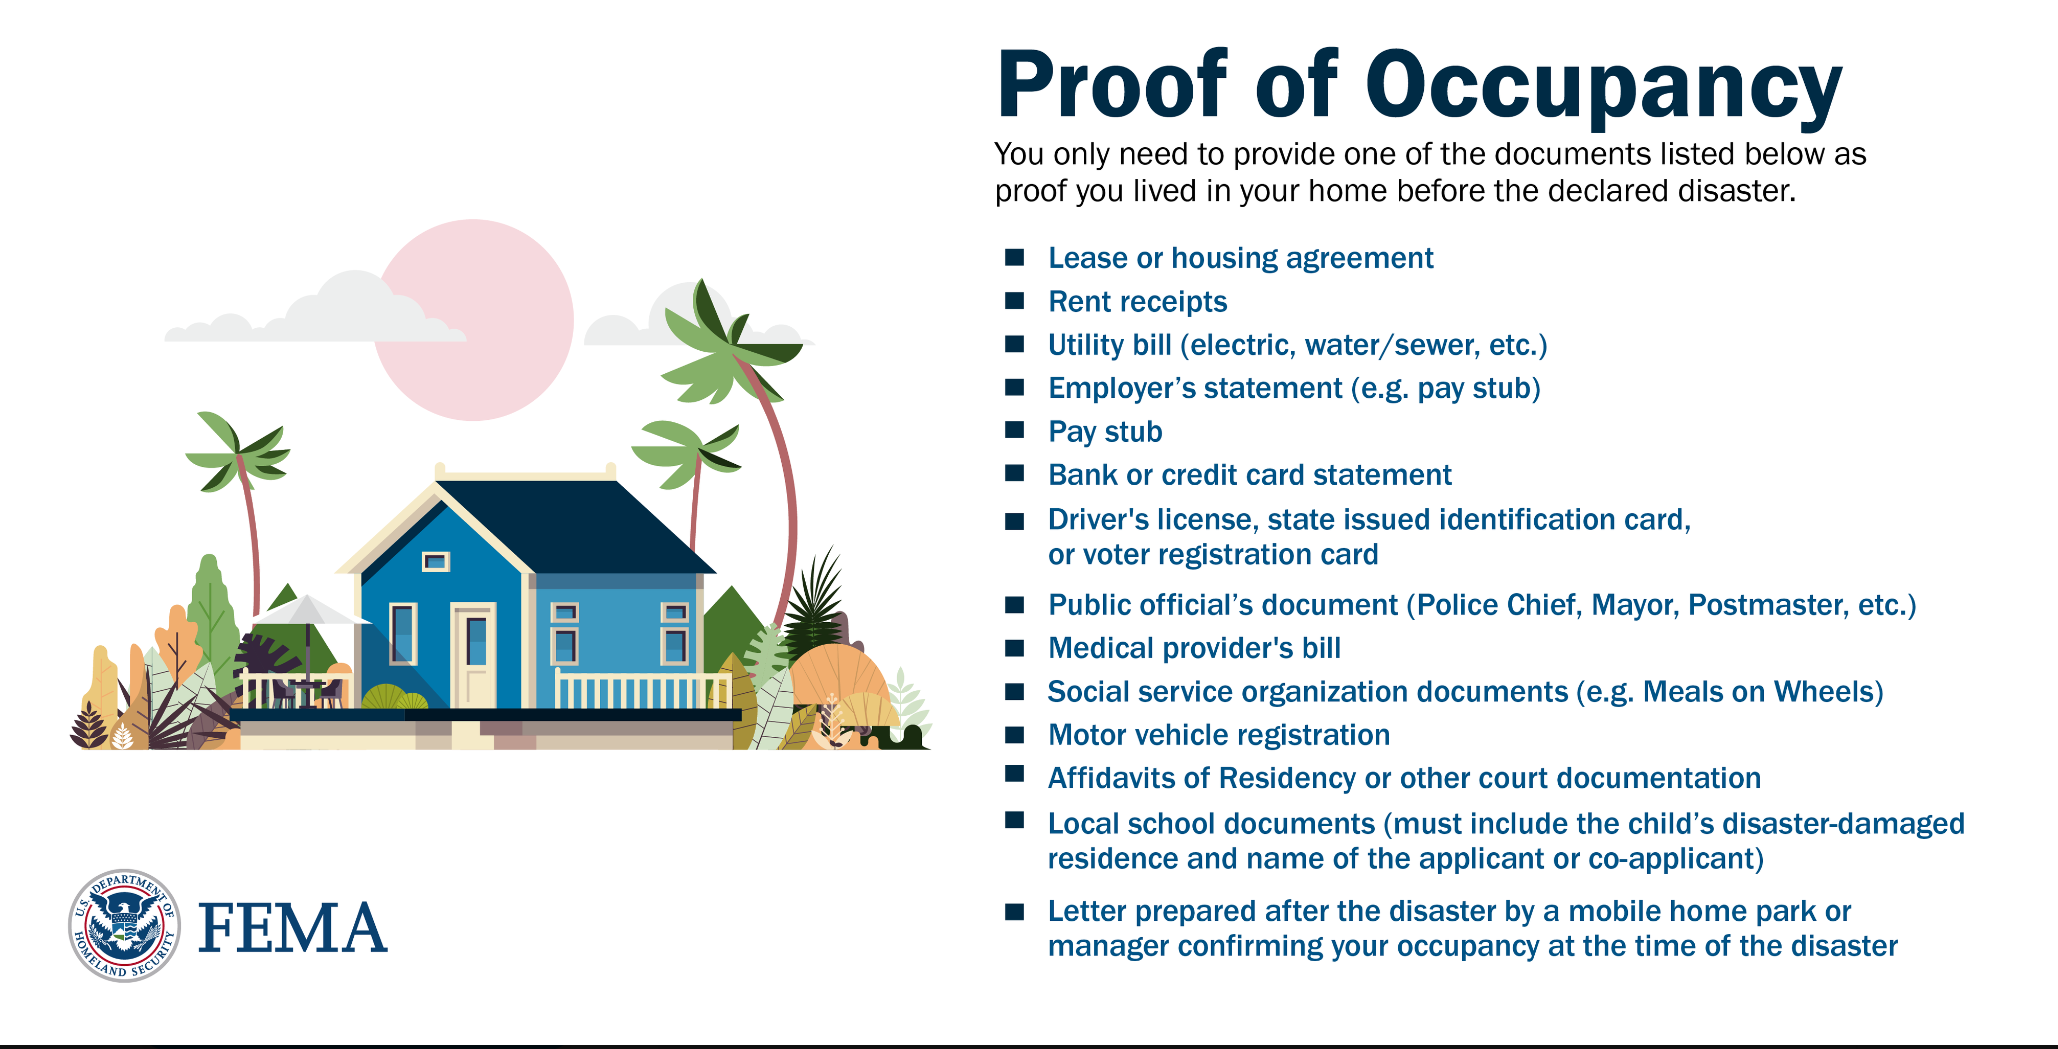 Proof of Occupancy
You only need to provide one of the documents listed below as
proof you lived in your home before the declared disaster.
Lease or housing agreement
Rent receipts
Utility bill (electric, water/sewer, etc.)
Employer’s statement (e.g. pay stub)
Pay stub
Bank or credit card statement
Driver's license, state issued identification card,
or voter registration card
Public official’s document (Police Chief, Mayor, Postmaster, etc.)
Medical provider's bill
Social service organization documents (e.g. Meals on Wheels)
Motor vehicle registration
Affidavits of Residency or other court documentation
Local school documents (must include the child’s disaster-damaged
residence and name of the applicant or co-applicant)
Letter prepared after the disaster by a mobile home park or
manager confirming your occupancy at the time of the disaster
U.S. DEPARTMENT OF
HOMELAND SECURITY
FEMA